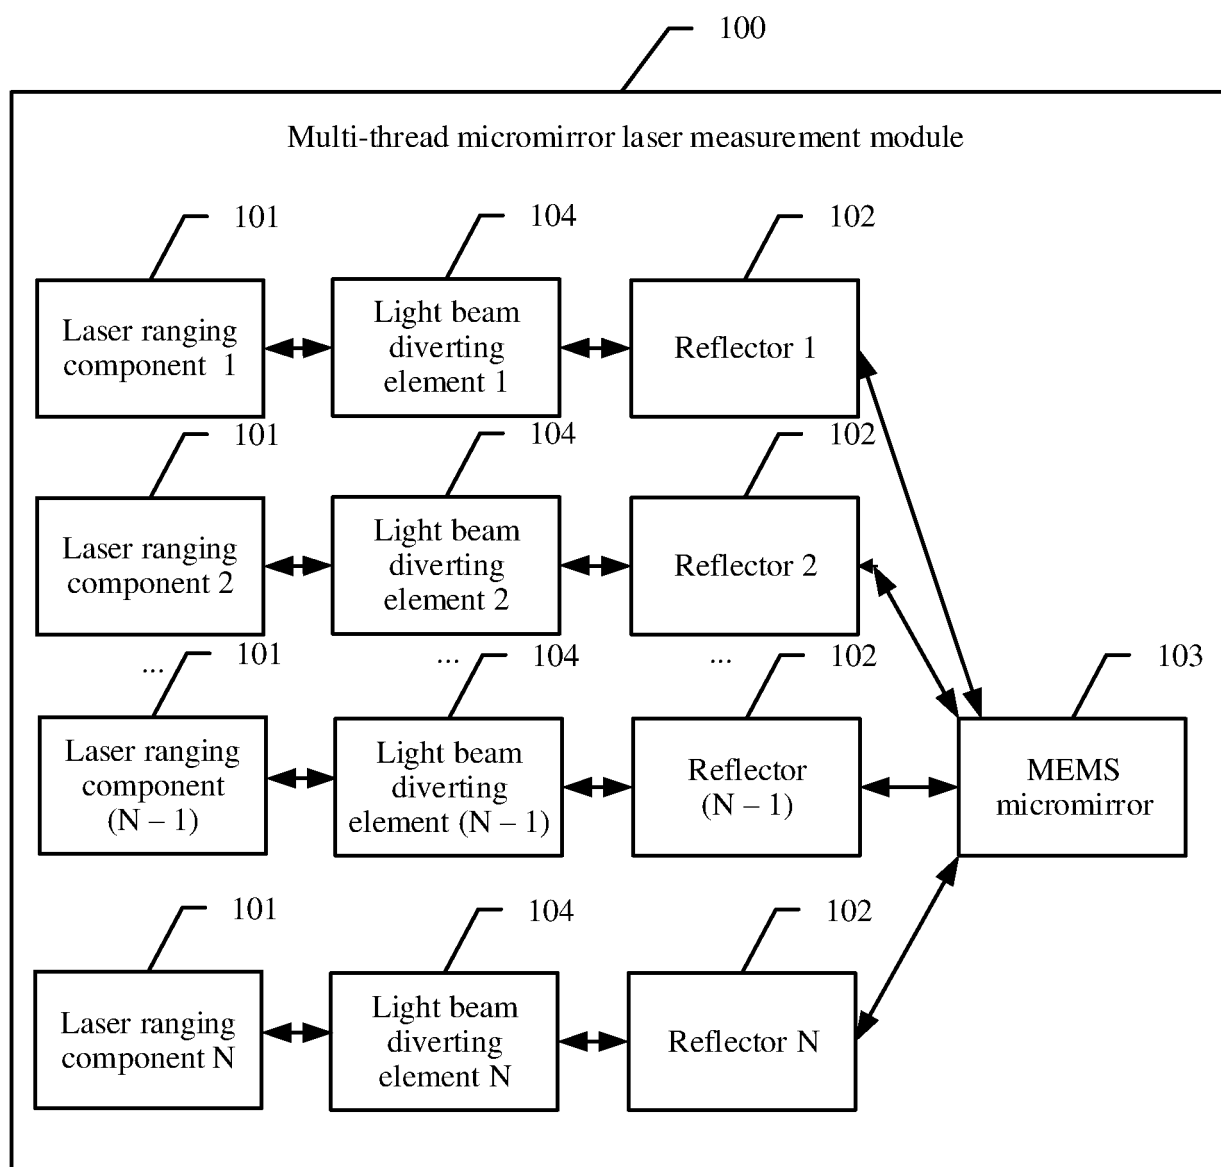 100
Multi-thread micromirror laser measurement module
101
104
102
Laser ranging
component 1
Light beam
diverting
element 1
Reflector 1
101
104
102
Laser ranging
component 2
Light beam
diverting
element 2
Reflector 2
... 101
... 104
... 102
103
Laser ranging
component
(N – 1)
Light beam
diverting
element (N – 1)
Reflector
(N – 1)
MEMS
micromirror
101
104
102
Laser ranging
component N
Light beam
diverting
element N
Reflector N